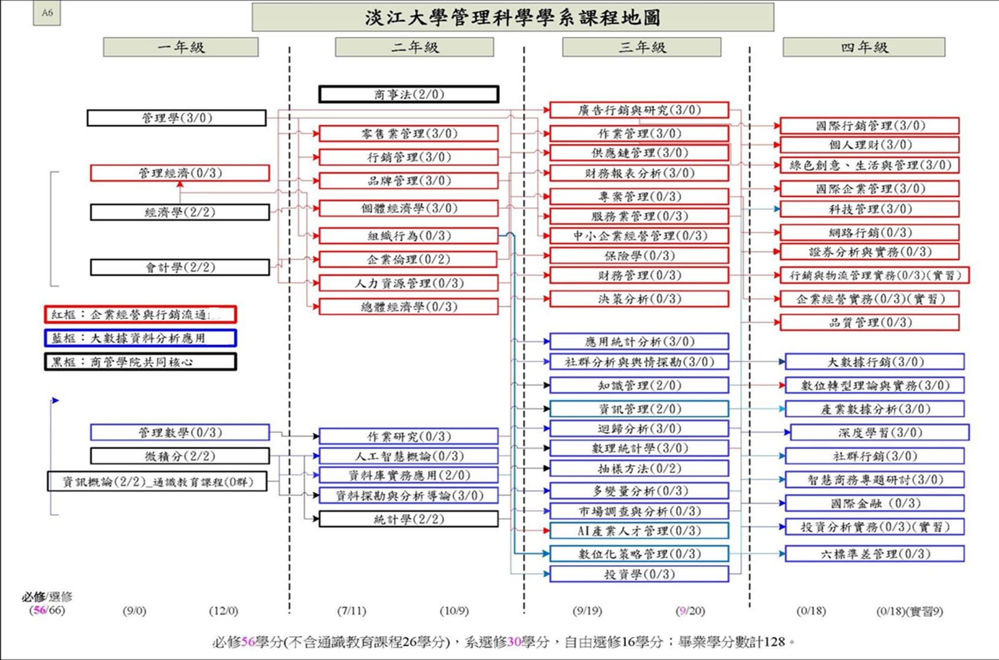 A6
淡江大學管理科學學系課程地圖
一年級
二年級
三年級
四年級
管理學(3/0)
管理經濟(0/3)
經濟學(2/2)
會計學(2/2)
紅框：企業經營與行銷流通
藍框：大數據資料分析應用
黑框：商管學院共同核心
管理數學(0/3)
微積分(2/2)
資訊概論(2/2)_通識教育課程(O群)
商事法(2/0)
零售業管理(3/0)
行銷管理(3/0)
品牌管理(3/0)
個體經濟學(3/0)
組織行為(0/3)
企業倫理(0/2)
人力資源管理(0/3)
總體經濟學(0/3)
作業研究(0/3)
人工智慧概論(0/3)
資料庫實務應用(2/0)
資料探勘與分析導論(3/0)
統計學(2/2)
廣告行銷與研究(3/0)
作業管理(3/0)
供應鏈管理(3/0)
財務報表分析(3/0)
專案管理(0/3)
服務業管理(0/3)
中小企業經營管理(0/3)
保險學(0/3)
財務管理(0/3)
決策分析(0/3)
應用統計分析(3/0)
社群分析與輿情探勘(3/0)
知識管理(2/0)
資訊管理(2/0)
迴歸分析(3/0)
數理統計學(3/0)
抽樣方法(0/2)
多變量分析(0/3)
市場調查與分析(0/3)
AI產業人才管理(0/3)
數位化策略管理(0/3)
投資學(0/3)
國際行銷管理(3/0)
個人理財(3/0)
綠色創意、生活與管理(3/0)
國際企業管理(3/0)
科技管理(3/0)
網路行銷(0/3)
證券分析與實務(0/3)
行銷與物流管理實務(0/3)(實習)
企業經營實務(0/3)(實習)
品質管理(0/3)
大數據行銷(3/0)
數位轉型理論與實務(3/0)
產業數據分析(3/0)
深度學習(3/0)
社群行銷(3/0)
智慧商務專題研討(3/0)
國際金融 (0/3)
投資分析實務(0/3)(實習)
六標準差管理(0/3)
必修/選修
(56/66)
(9/0)
(12/0)
(7/11)
(10/9)
(9/19)
(9/20)
(0/18)
(0/18)(實習9)
必修56學分(不含通識教育課程26學分)，系選修30學分，自由選修16學分；畢業學分數計128。